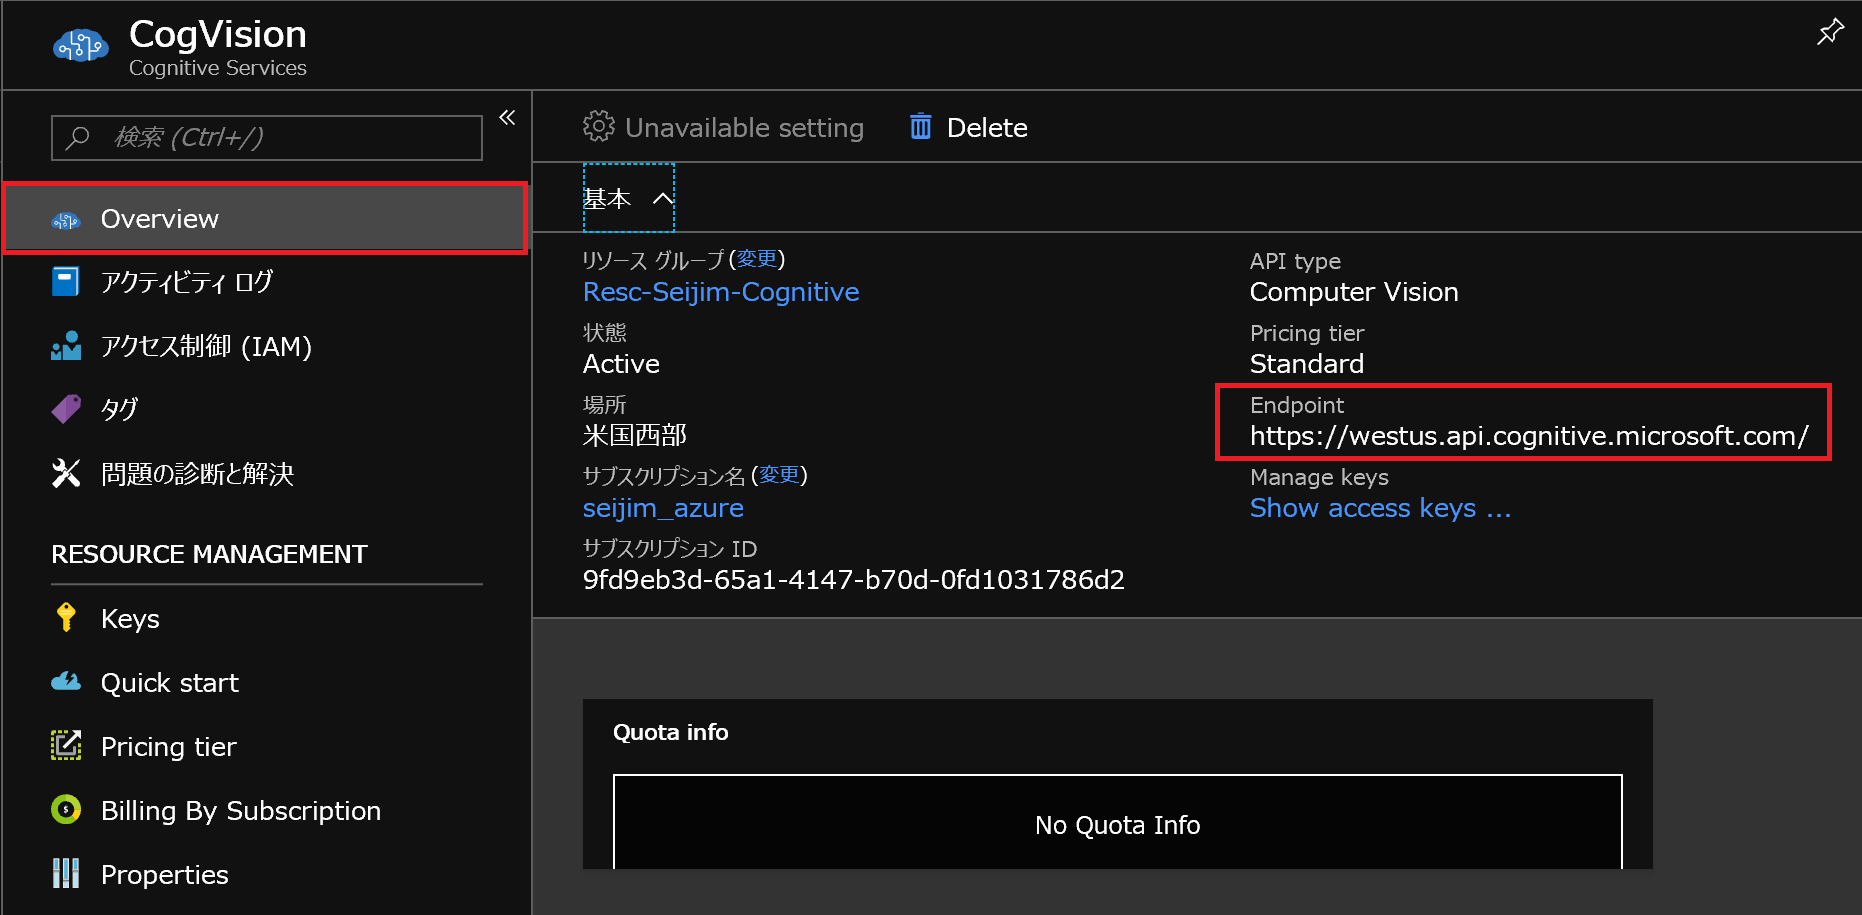 CogVision
Cognitive Services
検索 (Ctrl+/)
Overview
アクティビティ ログ
アクセス制御 (IAM)
タグ
問題の診断と解決
RESOURCE MANAGEMENT
Keys
Quick start
Pricing tier
Billing By Subscription
Properties
Unavailable setting
Delete
基本
リソース グループ (変更)
Resc-Seijim-Cognitive
状態
Active
場所
米国西部
サブスクリプション名 (変更)
seijim_azure
サブスクリプション ID
9fd9eb3d-65a1-4147-b70d-0fd1031786d2
API type
Computer Vision
Pricing tier
Standard
Endpoint
https://westus.api.cognitive.microsoft.com/
Manage keys
Show access keys ...
Quota info
No Quota Info